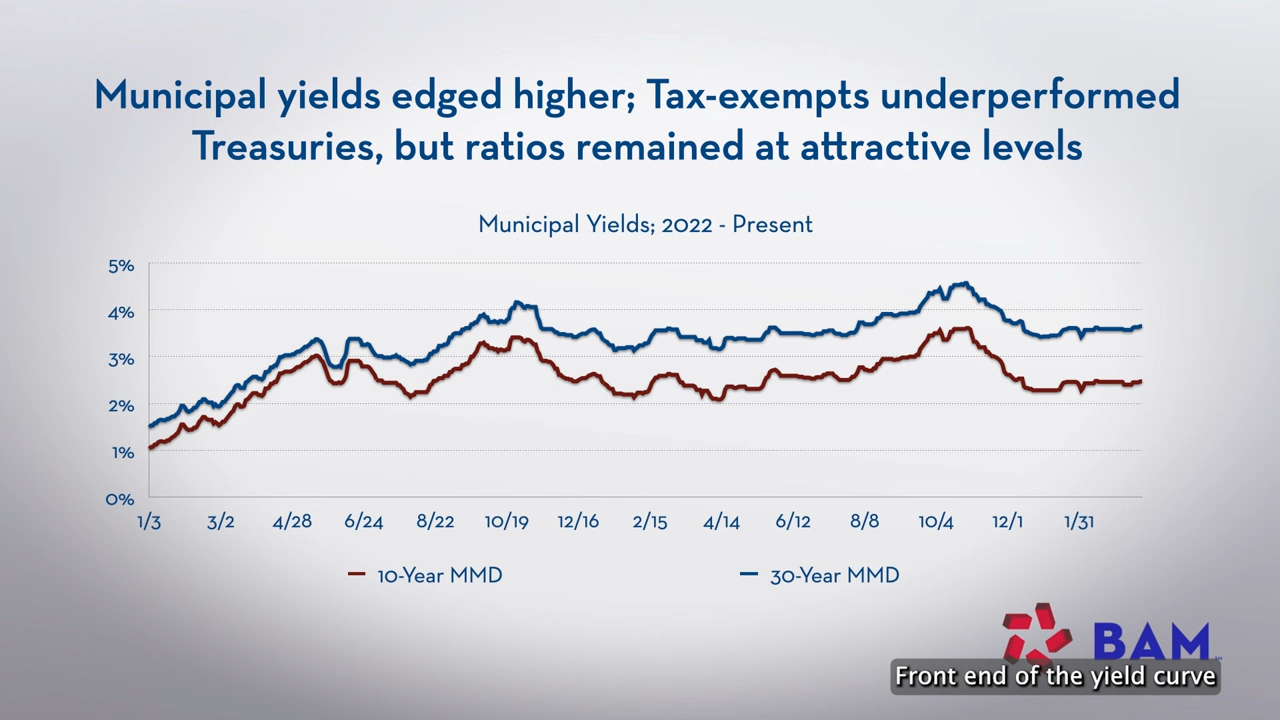 Municipal yields edged higher; Tax-exempts underperformed
Treasuries, but ratios remained at attractive levels
Municipal Yields; 2022 - Present
5%
4%
3%
2%
1%
0%
1/3 3/2 4/28 6/24 8/22 10/19 12/16 2/15 4/14 6/12 8/8 10/4 12/1 1/31
10-Year MMD 30-Year MMD
BAM
Front end of the yield curve